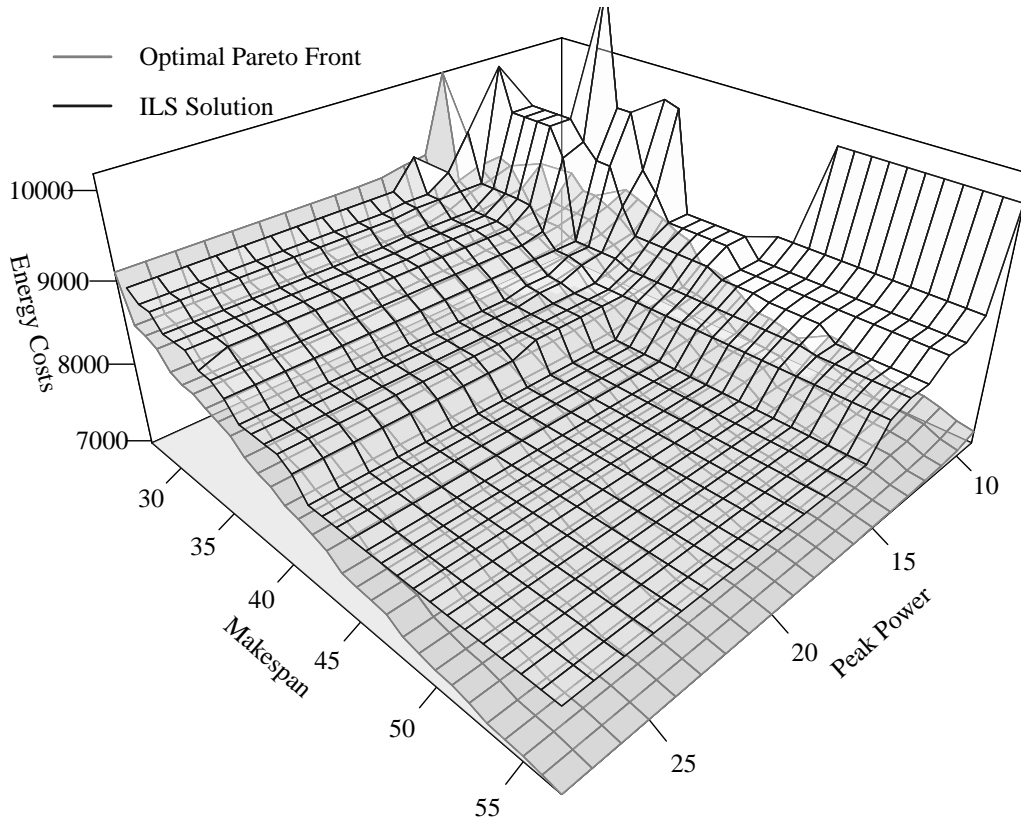 Optimal Pareto Front
ILS Solution
10000
9000
8000
7000
Energy Costs
30
35
40
45
50
55
Makespan
10
15
20
25
Peak Power